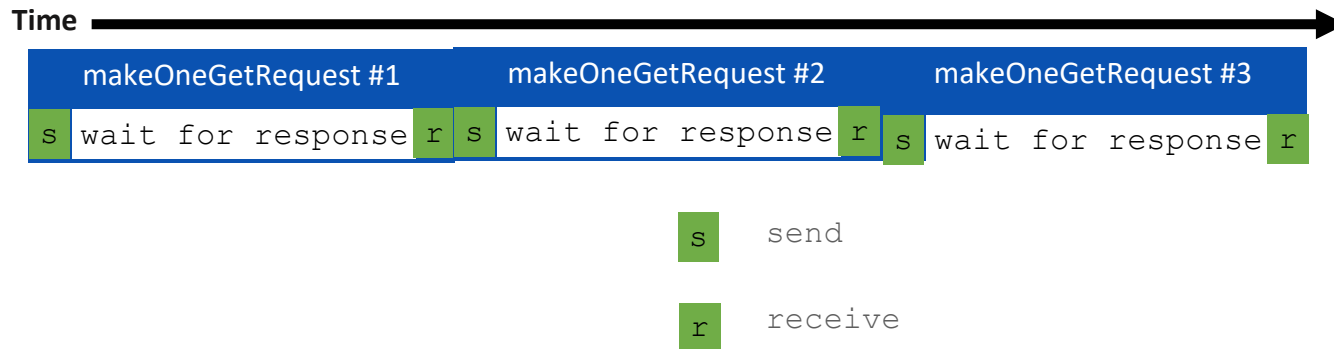 Time
makeOneGetRequest #1 makeOneGetRequest #2 makeOneGetRequest #3
s wait for response r s wait for response r s wait for response r
s send
r receive